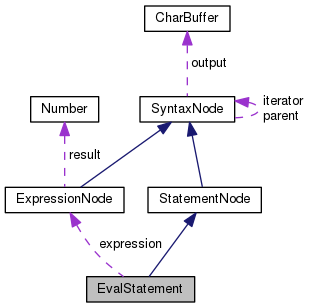 CharBuffer
output
Number
SyntaxNode
iterator
parent
result
ExpressionNode
StatementNode
expression
EvalStatement